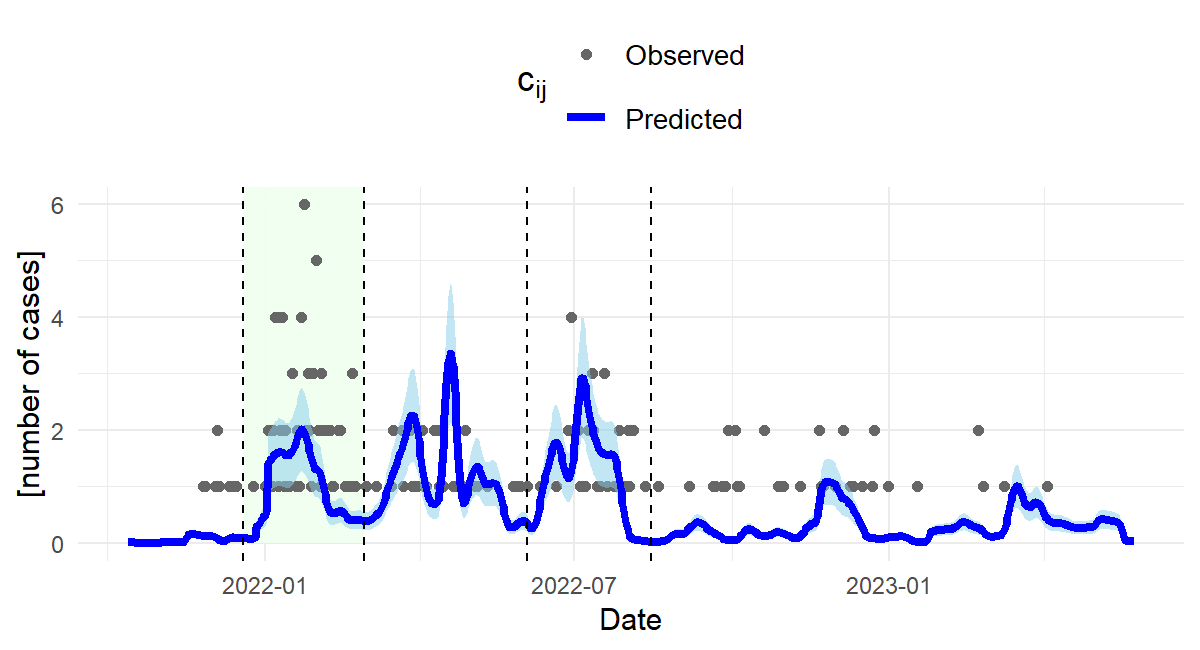 Observed
c_ij
Predicted
6
4
2
0
[number of cases]
2022-01 2022-07 2023-01
Date